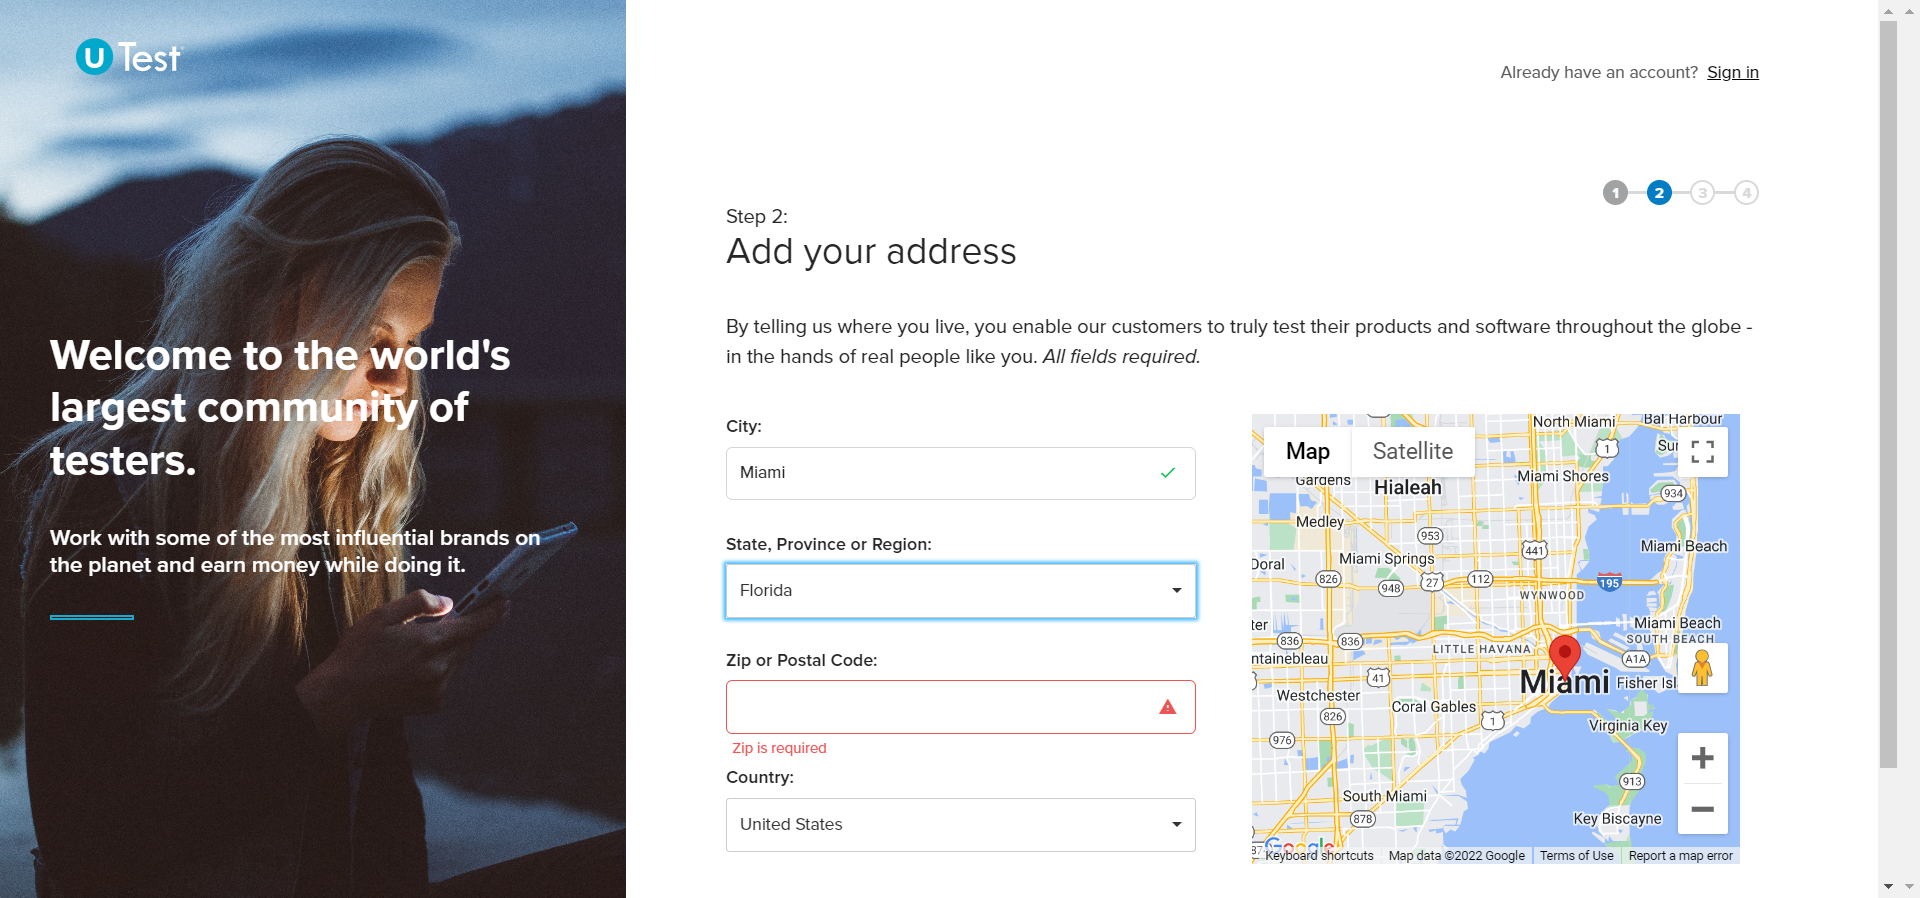 U Test
Welcome to the world's
largest community of
testers.
Work with some of the most influential brands on
the planet and earn money while doing it.
Already have an account? Sign in
1 2 3 4
Step 2:
Add your address
By telling us where you live, you enable our customers to truly test their products and software throughout the globe -
in the hands of real people like you. All fields required.
City:
Miami
State, Province or Region:
Florida
Zip or Postal Code:
Zip is required
Country:
United States
Map Satellite
North Miami
Bal Harbour
1
Sur
Gardens
Hialeah
Miami Shores
934
Medley
953
441
Miami Beach
Miami Springs
Doral
826
948
27
112
195
WYNWOOD
ter
836
836
Miami Beach
SOUTH BEACH
LITTLE HAVANA
ntainebleau
A1A
41
Miami
Fisher Isl
Westchester
Coral Gables
826
1
Virginia Key
976
913
South Miami
878
Key Biscayne
87
Google
Keyboard shortcuts Map data ©2022 Google Terms of Use Report a map error